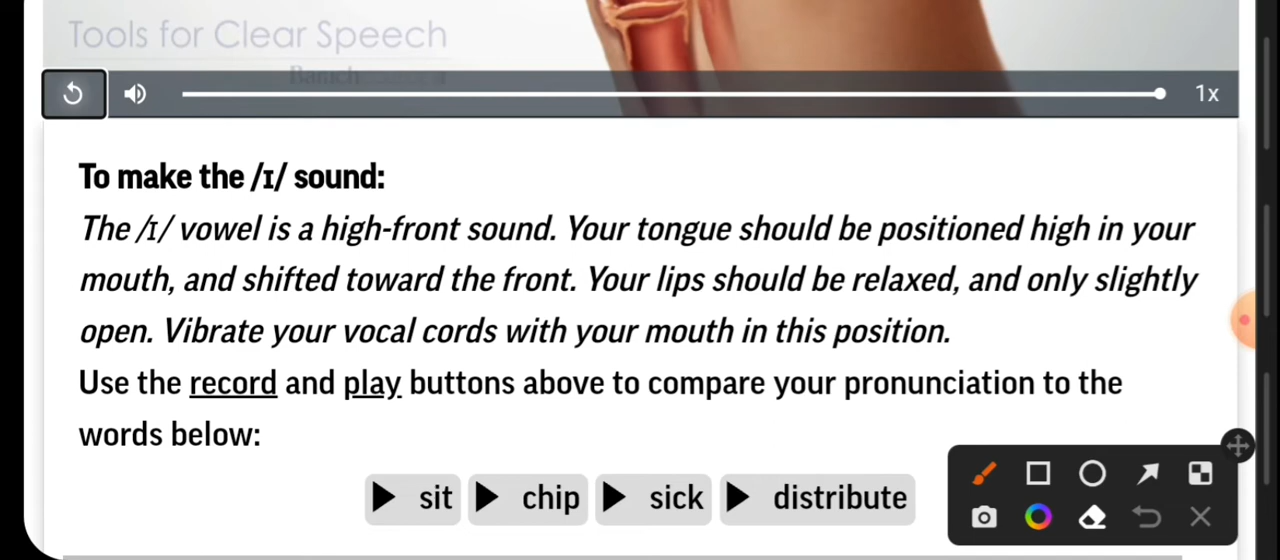 Tools for Clear Speech
Baruch
1x
To make the /ɪ/ sound:
The /ɪ/ vowel is a high-front sound. Your tongue should be positioned high in your
mouth, and shifted toward the front. Your lips should be relaxed, and only slightly
open. Vibrate your vocal cords with your mouth in this position.
Use the record and play buttons above to compare your pronunciation to the
words below:
sit chip sick distribute